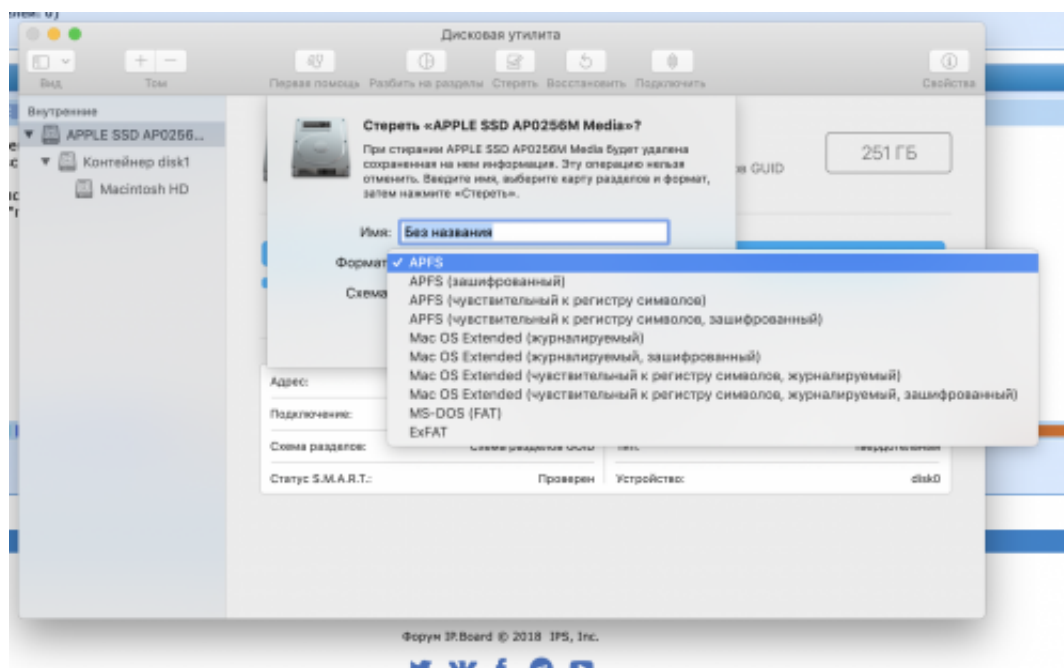 Дисковая утилита
Вид
Том
Первая помощь
Разбить на разделы
Стереть
Восстановить
Подключить
Свойства
Внутренние
APPLE SSD AP0256...
Контейнер disk1
Macintosh HD
Стереть «APPLE SSD AP0256M Media»?
При стирании APPLE SSD AP0256M Media будет удалена
сохраненная на нем информация. Эту операцию нельзя
отменить. Введите имя, выберите карту разделов и формат,
затем нажмите «Стереть».
GUID
251 ГБ
Имя: Без названия
Формат ✓ APFS
APFS (зашифрованный)
APFS (чувствительный к регистру символов)
Схема
APFS (чувствительный к регистру символов, зашифрованный)
Mac OS Extended (журналируемый)
Mac OS Extended (журналируемый, зашифрованный)
Mac OS Extended (чувствительный к регистру символов, журналируемый)
Mac OS Extended (чувствительный к регистру символов, журналируемый, зашифрованный)
MS-DOS (FAT)
ExFAT
Адрес:
Подключение:
Схема разделов:
Статус S.M.A.R.T.: Проверен
Устройство: disk0
Форум IP.Board © 2018 IPS, Inc.